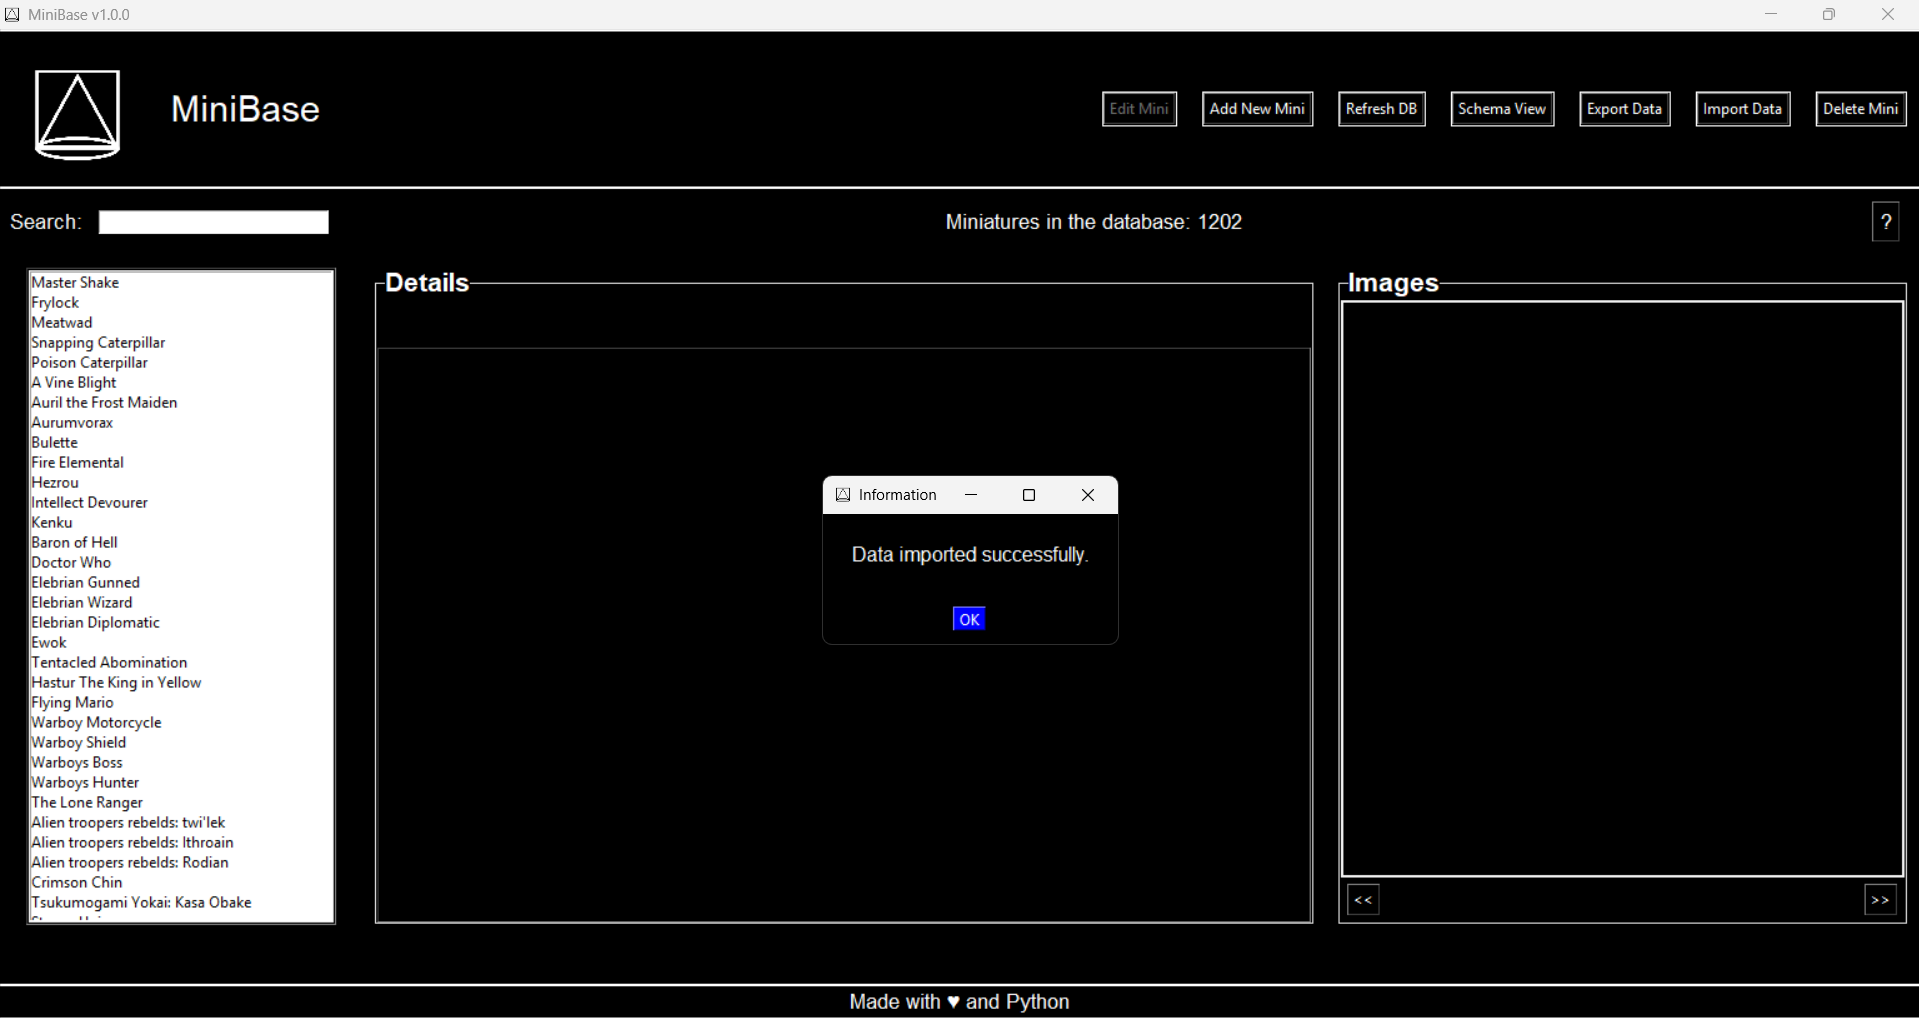 MiniBase v1.0.0
MiniBase
Edit Mini
Add New Mini
Refresh DB
Schema View
Export Data
Import Data
Delete Mini
Search:
Miniatures in the database: 1202
?
Master Shake
Frylock
Meatwad
Snapping Caterpillar
Poison Caterpillar
A Vine Blight
Auril the Frost Maiden
Aurumvorax
Bulette
Fire Elemental
Hezrou
Intellect Devourer
Kenku
Baron of Hell
Doctor Who
Elebrian Gunned
Elebrian Wizard
Elebrian Diplomatic
Ewok
Tentacled Abomination
Hastur The King in Yellow
Flying Mario
Warboy Motorcycle
Warboy Shield
Warboys Boss
Warboys Hunter
The Lone Ranger
Alien troopers rebelds: twi'lek
Alien troopers rebelds: Ithroain
Alien troopers rebelds: Rodian
Crimson Chin
Tsukumogami Yokai: Kasa Obake
Details
Information
Data imported successfully.
OK
Images
<<
>>
Made with ♥ and Python